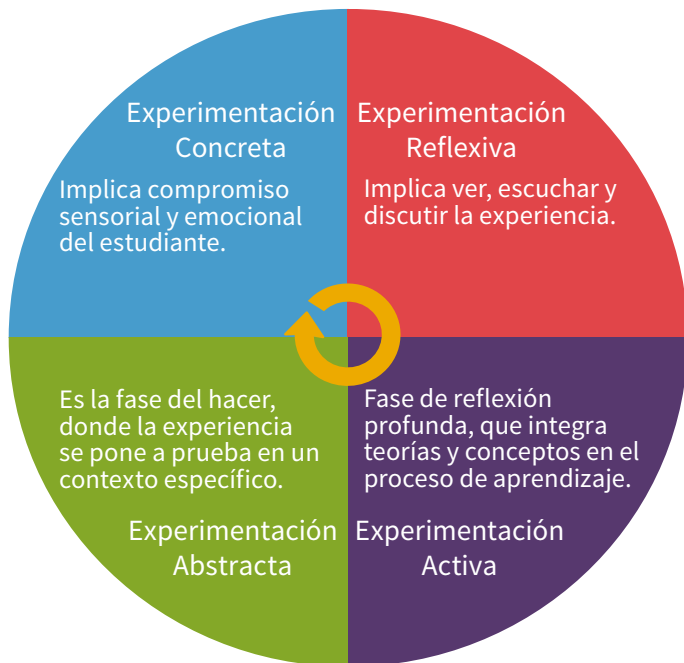 Experimentación
Concreta
Implica compromiso
sensorial y emocional
del estudiante.
Experimentación
Reflexiva
Implica ver, escuchar y
discutir la experiencia.
Es la fase del hacer,
donde la experiencia
se pone a prueba en un
contexto específico.
Experimentación
Abstracta
Fase de reflexión
profunda, que integra
teorías y conceptos en el
proceso de aprendizaje.
Experimentación
Activa